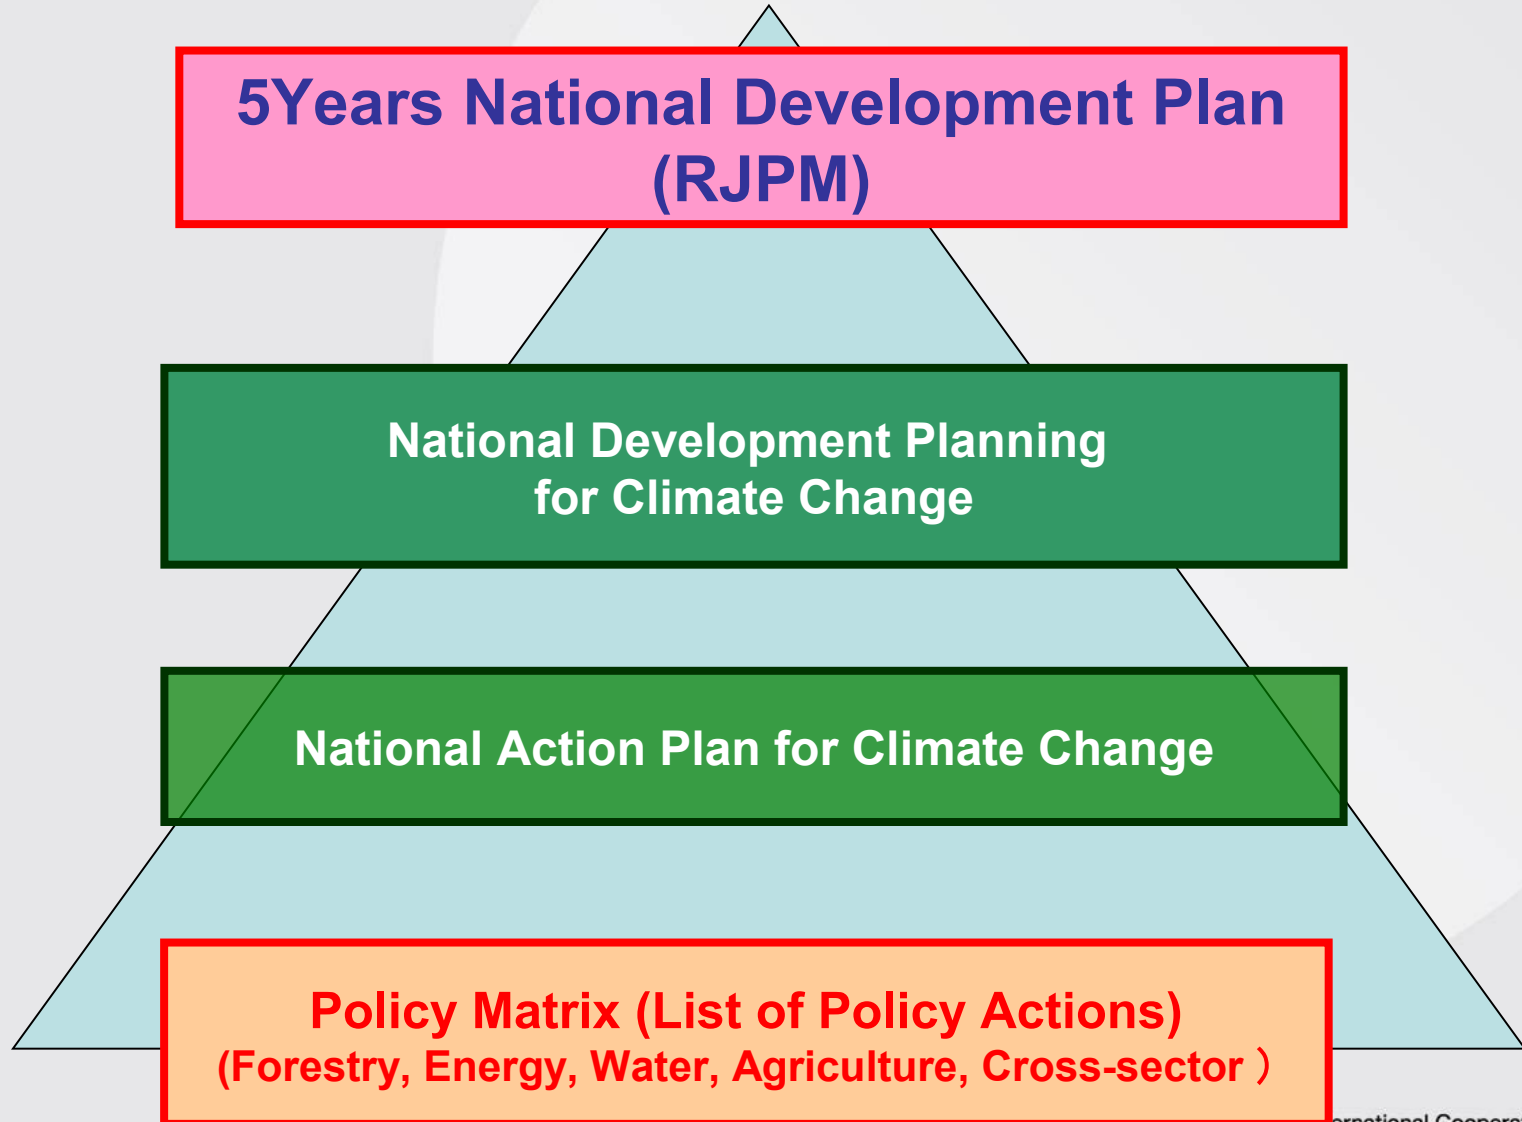 5Years National Development Plan
(RJPM)
National Development Planning
for Climate Change
National Action Plan for Climate Change
Policy Matrix (List of Policy Actions)
(Forestry, Energy, Water, Agriculture, Cross-sector ）